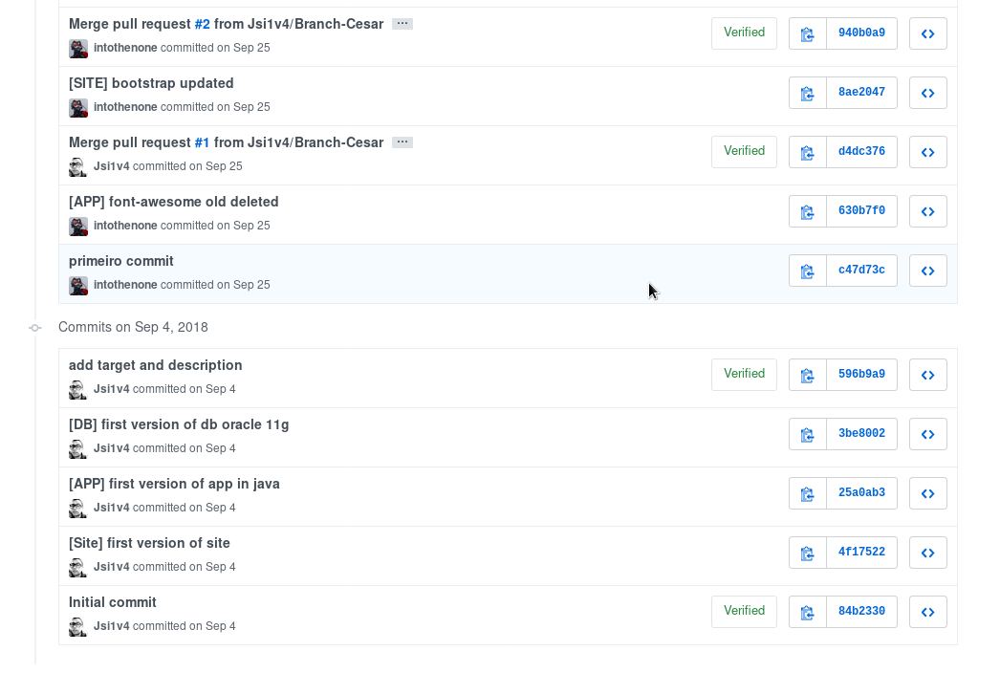 Merge pull request #2 from Jsi1v4/Branch-Cesar ...
intothenone committed on Sep 25
Verified
940b0a9
[SITE] bootstrap updated
intothenone committed on Sep 25
8ae2047
Merge pull request #1 from Jsi1v4/Branch-Cesar ...
Jsi1v4 committed on Sep 25
Verified
d4dc376
[APP] font-awesome old deleted
intothenone committed on Sep 25
630b7f0
primeiro commit
intothenone committed on Sep 25
c47d73c
Commits on Sep 4, 2018
add target and description
Jsi1v4 committed on Sep 4
Verified
596b9a9
[DB] first version of db oracle 11g
Jsi1v4 committed on Sep 4
3be8002
[APP] first version of app in java
Jsi1v4 committed on Sep 4
25a0ab3
[Site] first version of site
Jsi1v4 committed on Sep 4
4f17522
Initial commit
Jsi1v4 committed on Sep 4
Verified
84b2330